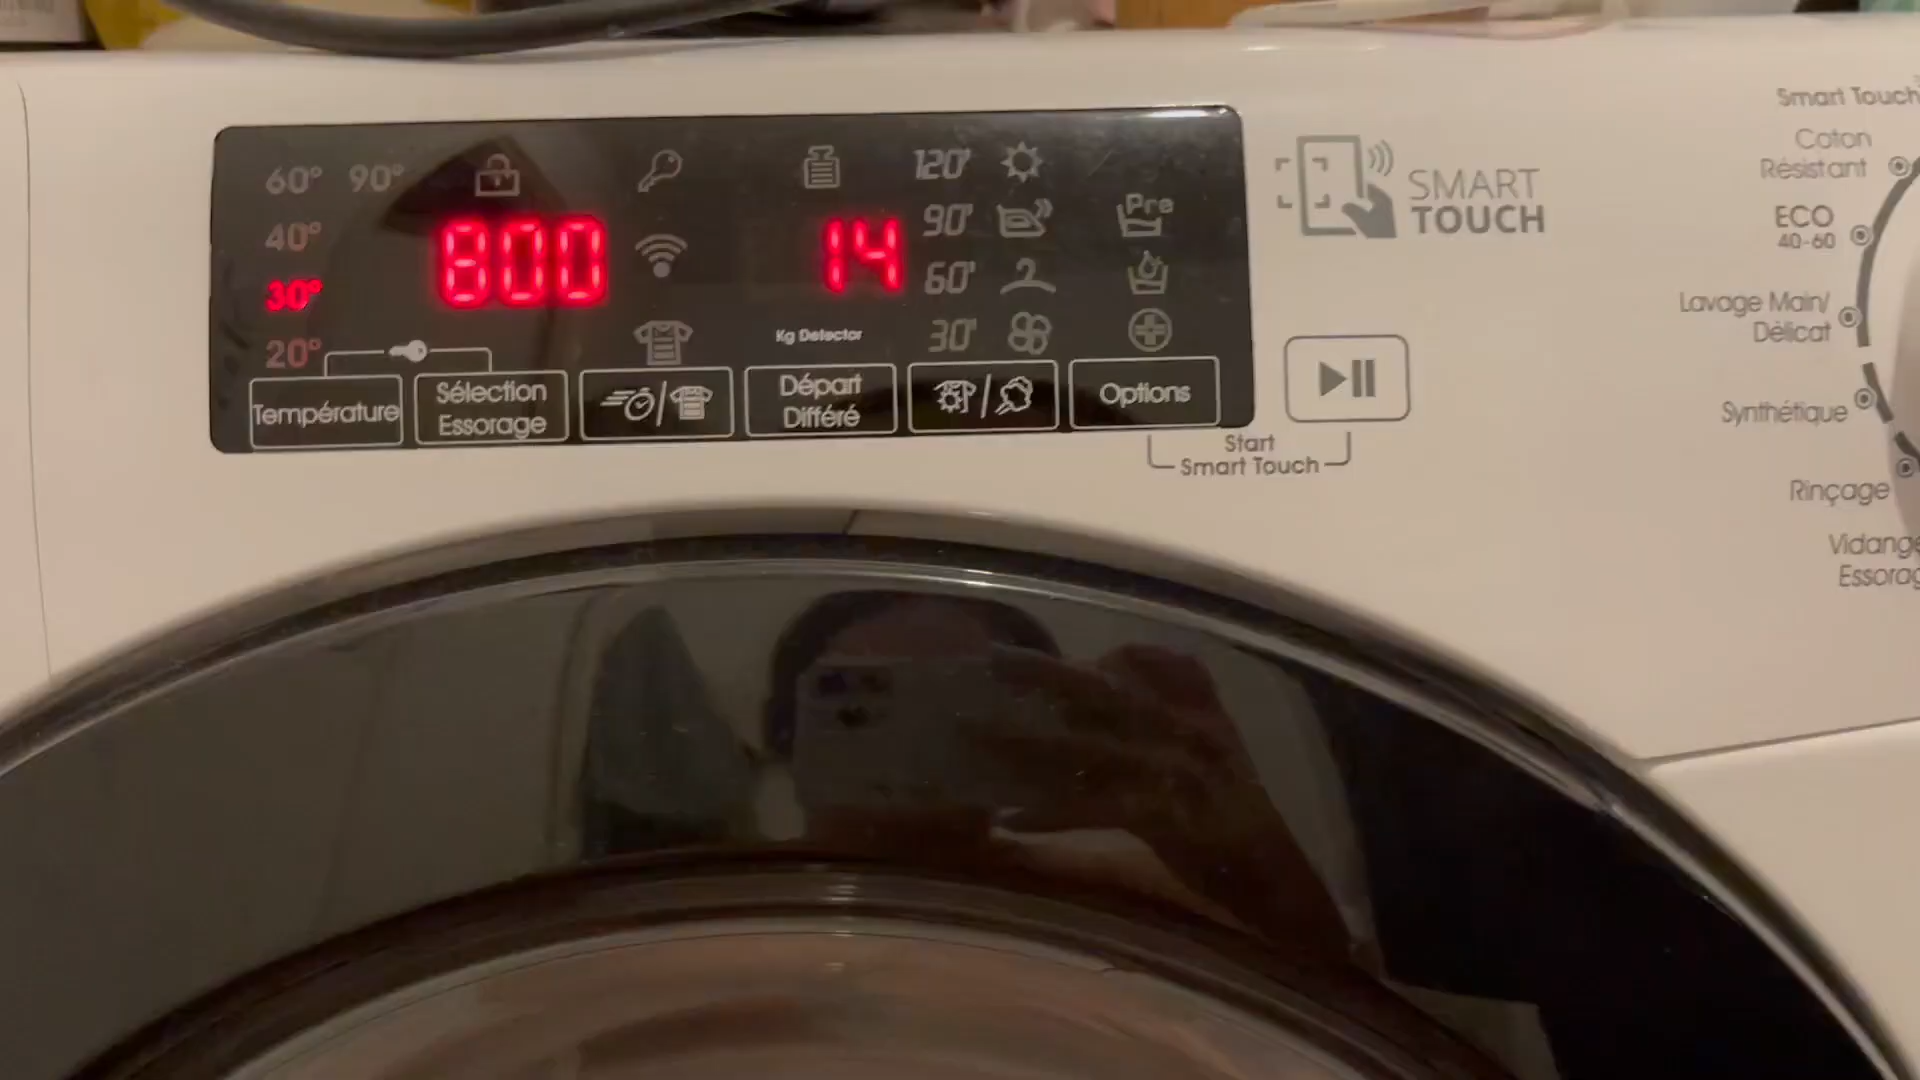 60° 90°
40°
30°
20°
800
14
Kg Detector
120'
90'
60'
30'
Pre
Température
Sélection
Essorage
Départ
Différé
Options
Start
Smart Touch
SMART
TOUCH
Smart Touch
Coton
Résistant
ECO
40-60
Lavage Main/
Délicat
Synthétique
Rinçage